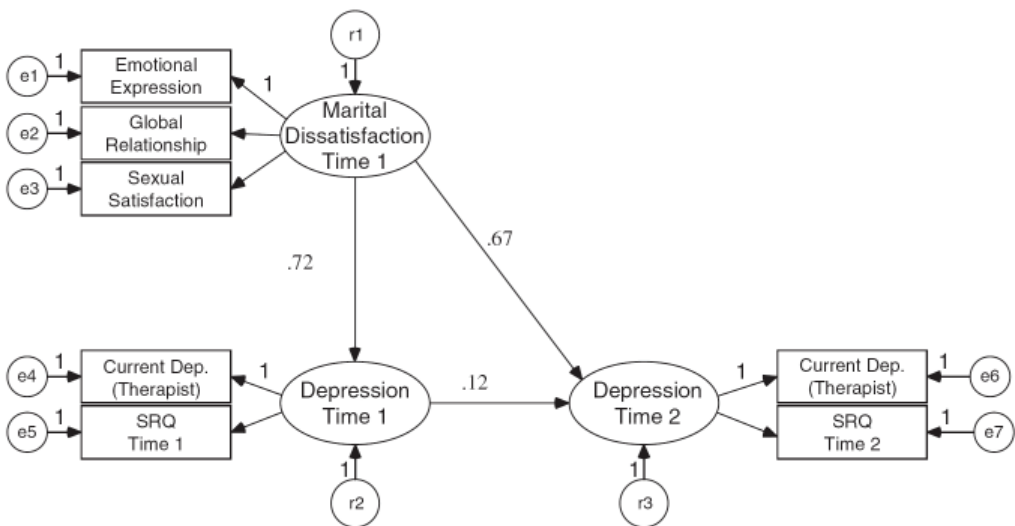 r1
1
e1
1
Emotional
Expression
1
e2
1
Global
Relationship
Marital
Dissatisfaction
Time 1
e3
1
Sexual
Satisfaction
.72
.67
e4
1
Current Dep.
(Therapist)
1
e5
1
SRQ
Time 1
Depression
Time 1
.12
Depression
Time 2
1
Current Dep.
(Therapist)
1
e6
SRQ
Time 2
1
e7
1
r2
1
r3